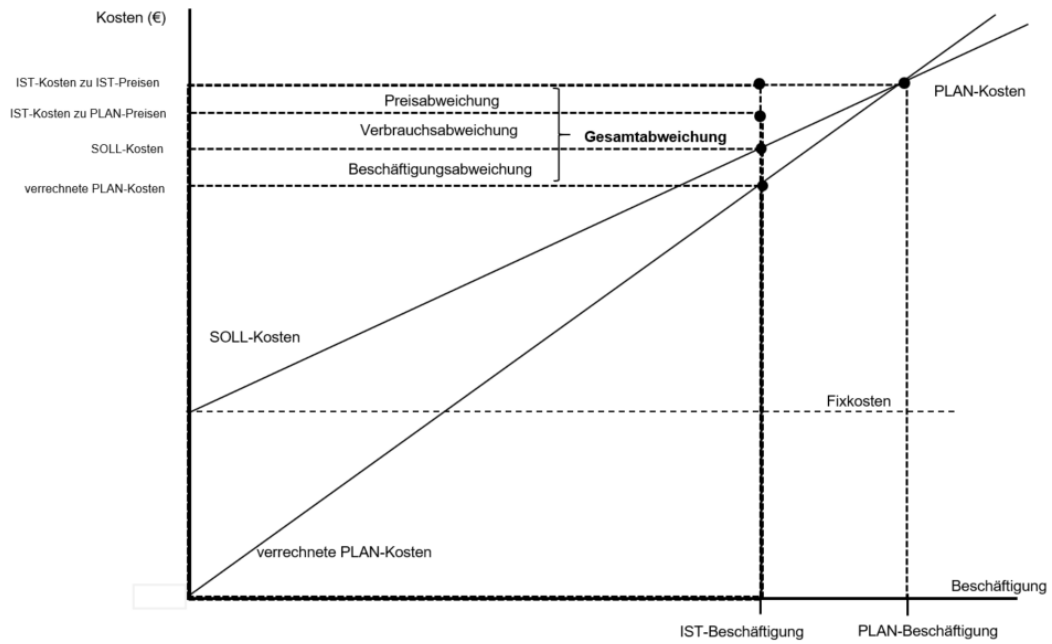 Kosten (€)
IST-Kosten zu IST-Preisen
PLAN-Kosten
Preisabweichung
IST-Kosten zu PLAN-Preisen
Verbrauchsabweichung
Gesamtabweichung
SOLL-Kosten
Beschäftigungsabweichung
verrechnete PLAN-Kosten
SOLL-Kosten
Fixkosten
verrechnete PLAN-Kosten
Beschäftigung
IST-Beschäftigung
PLAN-Beschäftigung